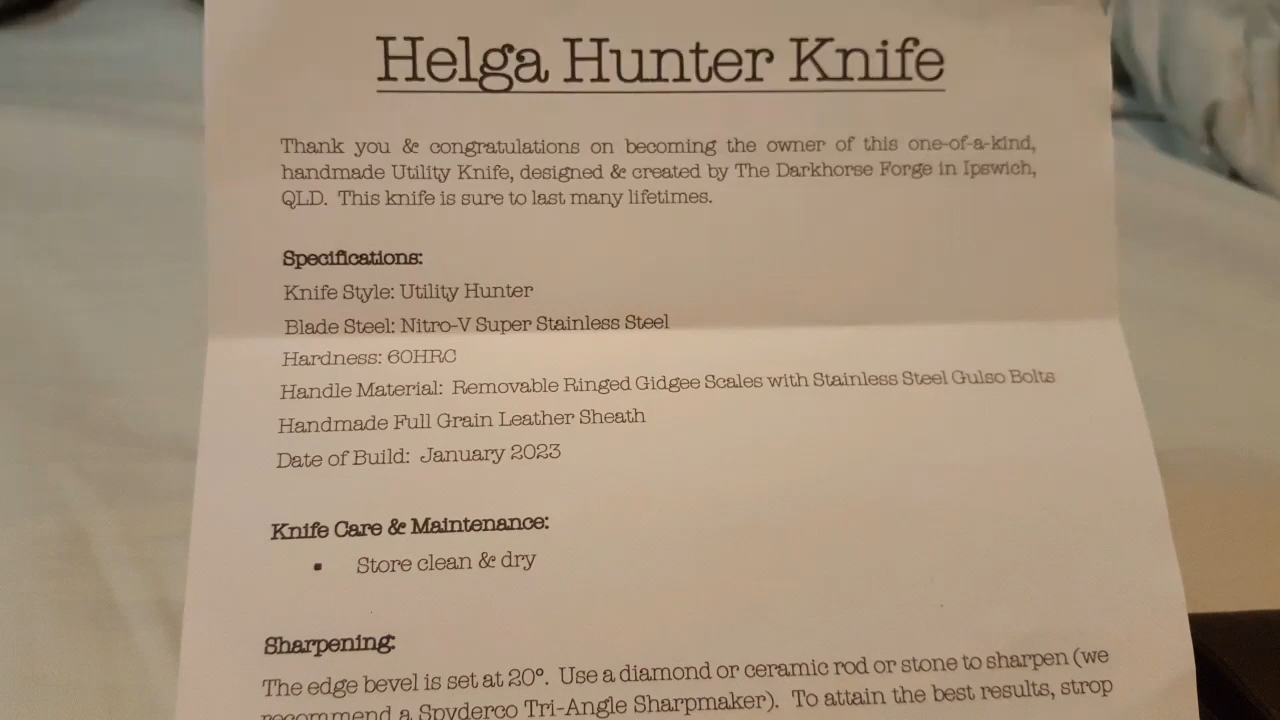 Helga Hunter Knife
Thank you & congratulations on becoming the owner of this one-of-a-kind,
handmade Utility Knife, designed & created by The Darkhorse Forge in Ipswich,
QLD. This knife is sure to last many lifetimes.
Specifications:
Knife Style: Utility Hunter
Blade Steel: Nitro-V Super Stainless Steel
Hardness: 60HRC
Handle Material: Removable Ringed Gidgee Scales with Stainless Steel Gulso Bolts
Handmade Full Grain Leather Sheath
Date of Build: January 2023
Knife Care & Maintenance:
▪ Store clean & dry
Sharpening:
The edge bevel is set at 20°. Use a diamond or ceramic rod or stone to sharpen (we
recommend a Spyderco Tri-Angle Sharpmaker). To attain the best results, strop